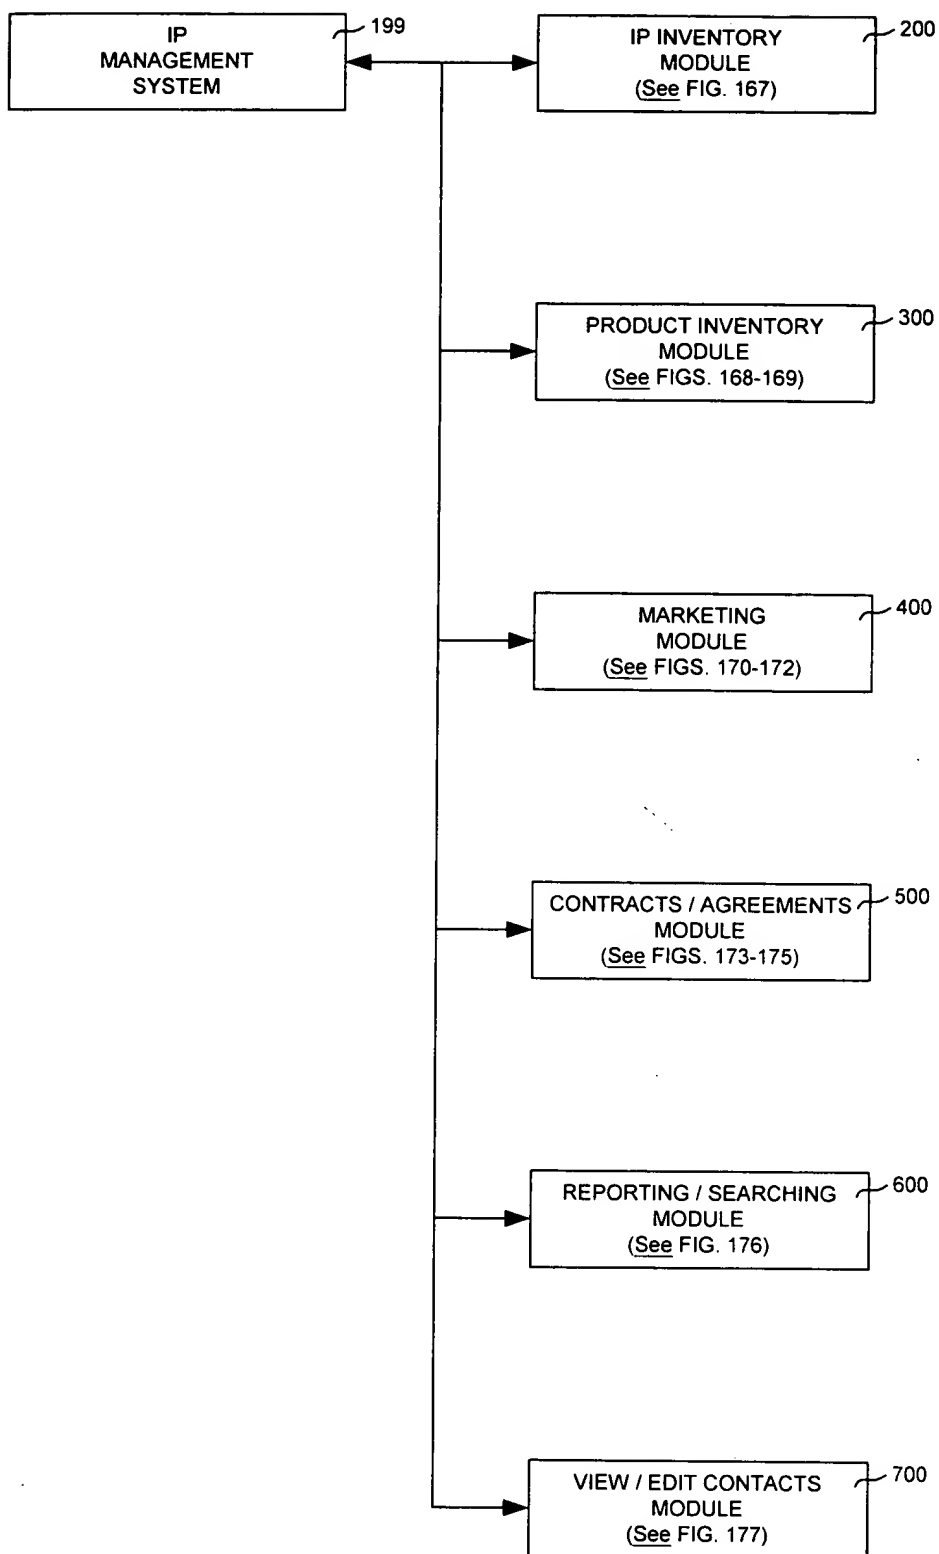 IP
MANAGEMENT
SYSTEM
199
IP INVENTORY
MODULE
(See FIG. 167)
200
PRODUCT INVENTORY
MODULE
(See FIGS. 168-169)
300
MARKETING
MODULE
(See FIGS. 170-172)
400
CONTRACTS / AGREEMENTS
MODULE
(See FIGS. 173-175)
500
REPORTING / SEARCHING
MODULE
(See FIG. 176)
600
VIEW / EDIT CONTACTS
MODULE
(See FIG. 177)
700